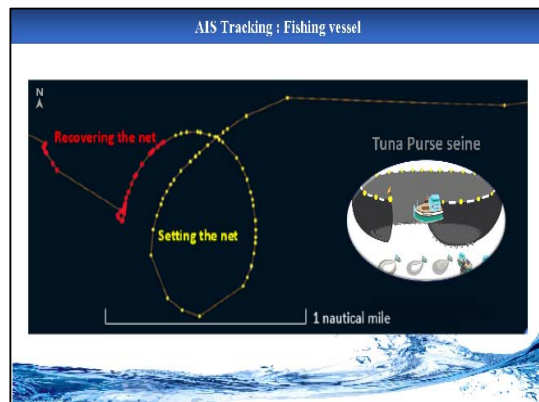 AIS Tracking : Fishing vessel
N
Recovering the net
Tuna Purse seine
Setting the net
1 nautical mile